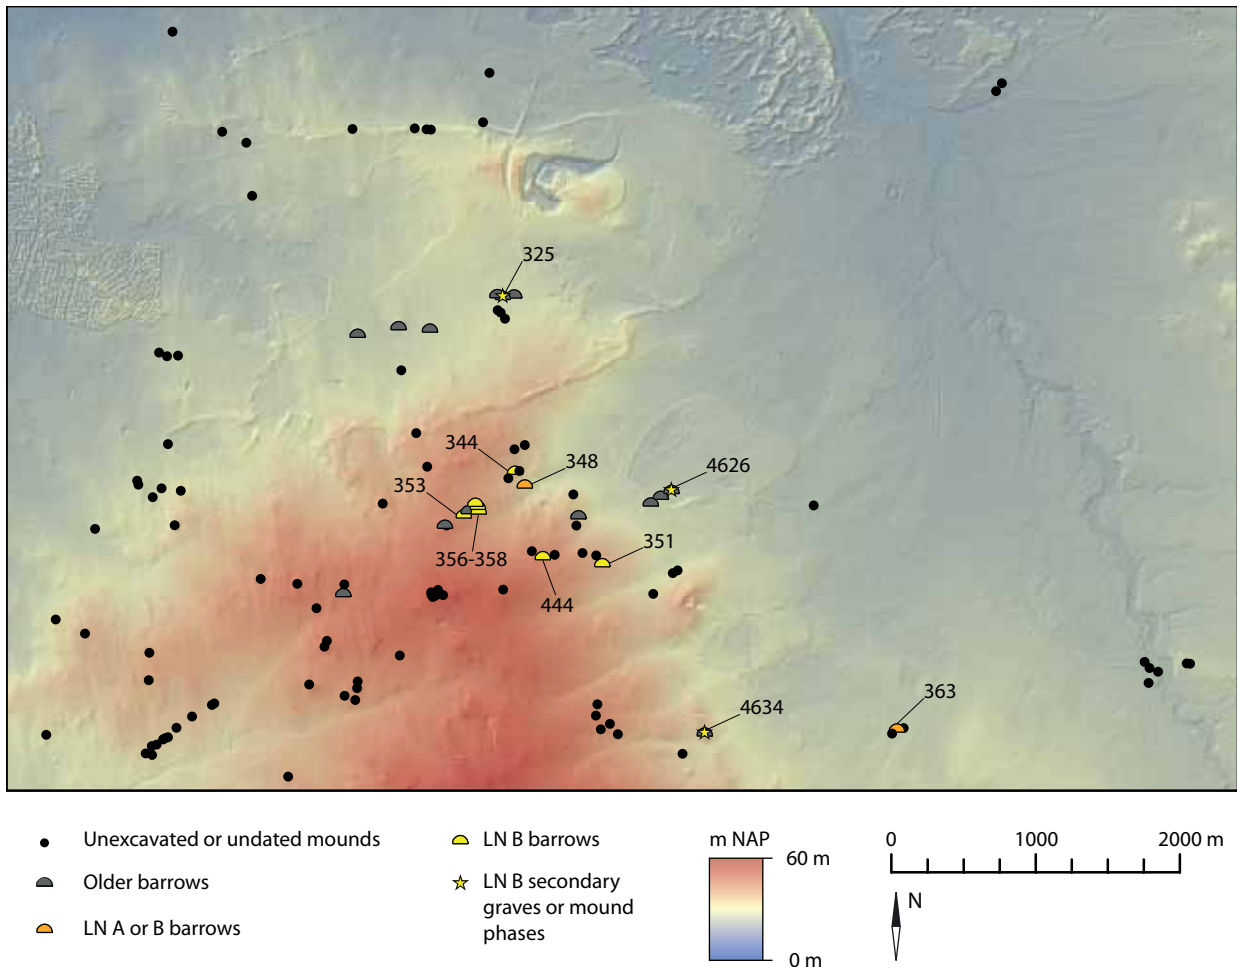 325
344
348
4626
353
356-358
351
444
363
4634
Unexcavated or undated mounds
Older barrows
LN A or B barrows
LN B barrows
LN B secondary
graves or mound
phases
m NAP
60 m
0 m
0 1000 2000 m
N